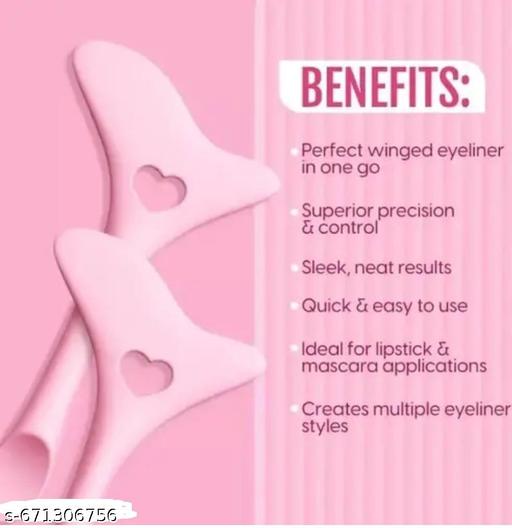 BENEFITS:
• Perfect winged eyeliner
in one go
• Superior precision
& control
• Sleek, neat results
• Quick & easy to use
• Ideal for lipstick &
mascara applications
• Creates multiple eyeliner
styles
s-671306756